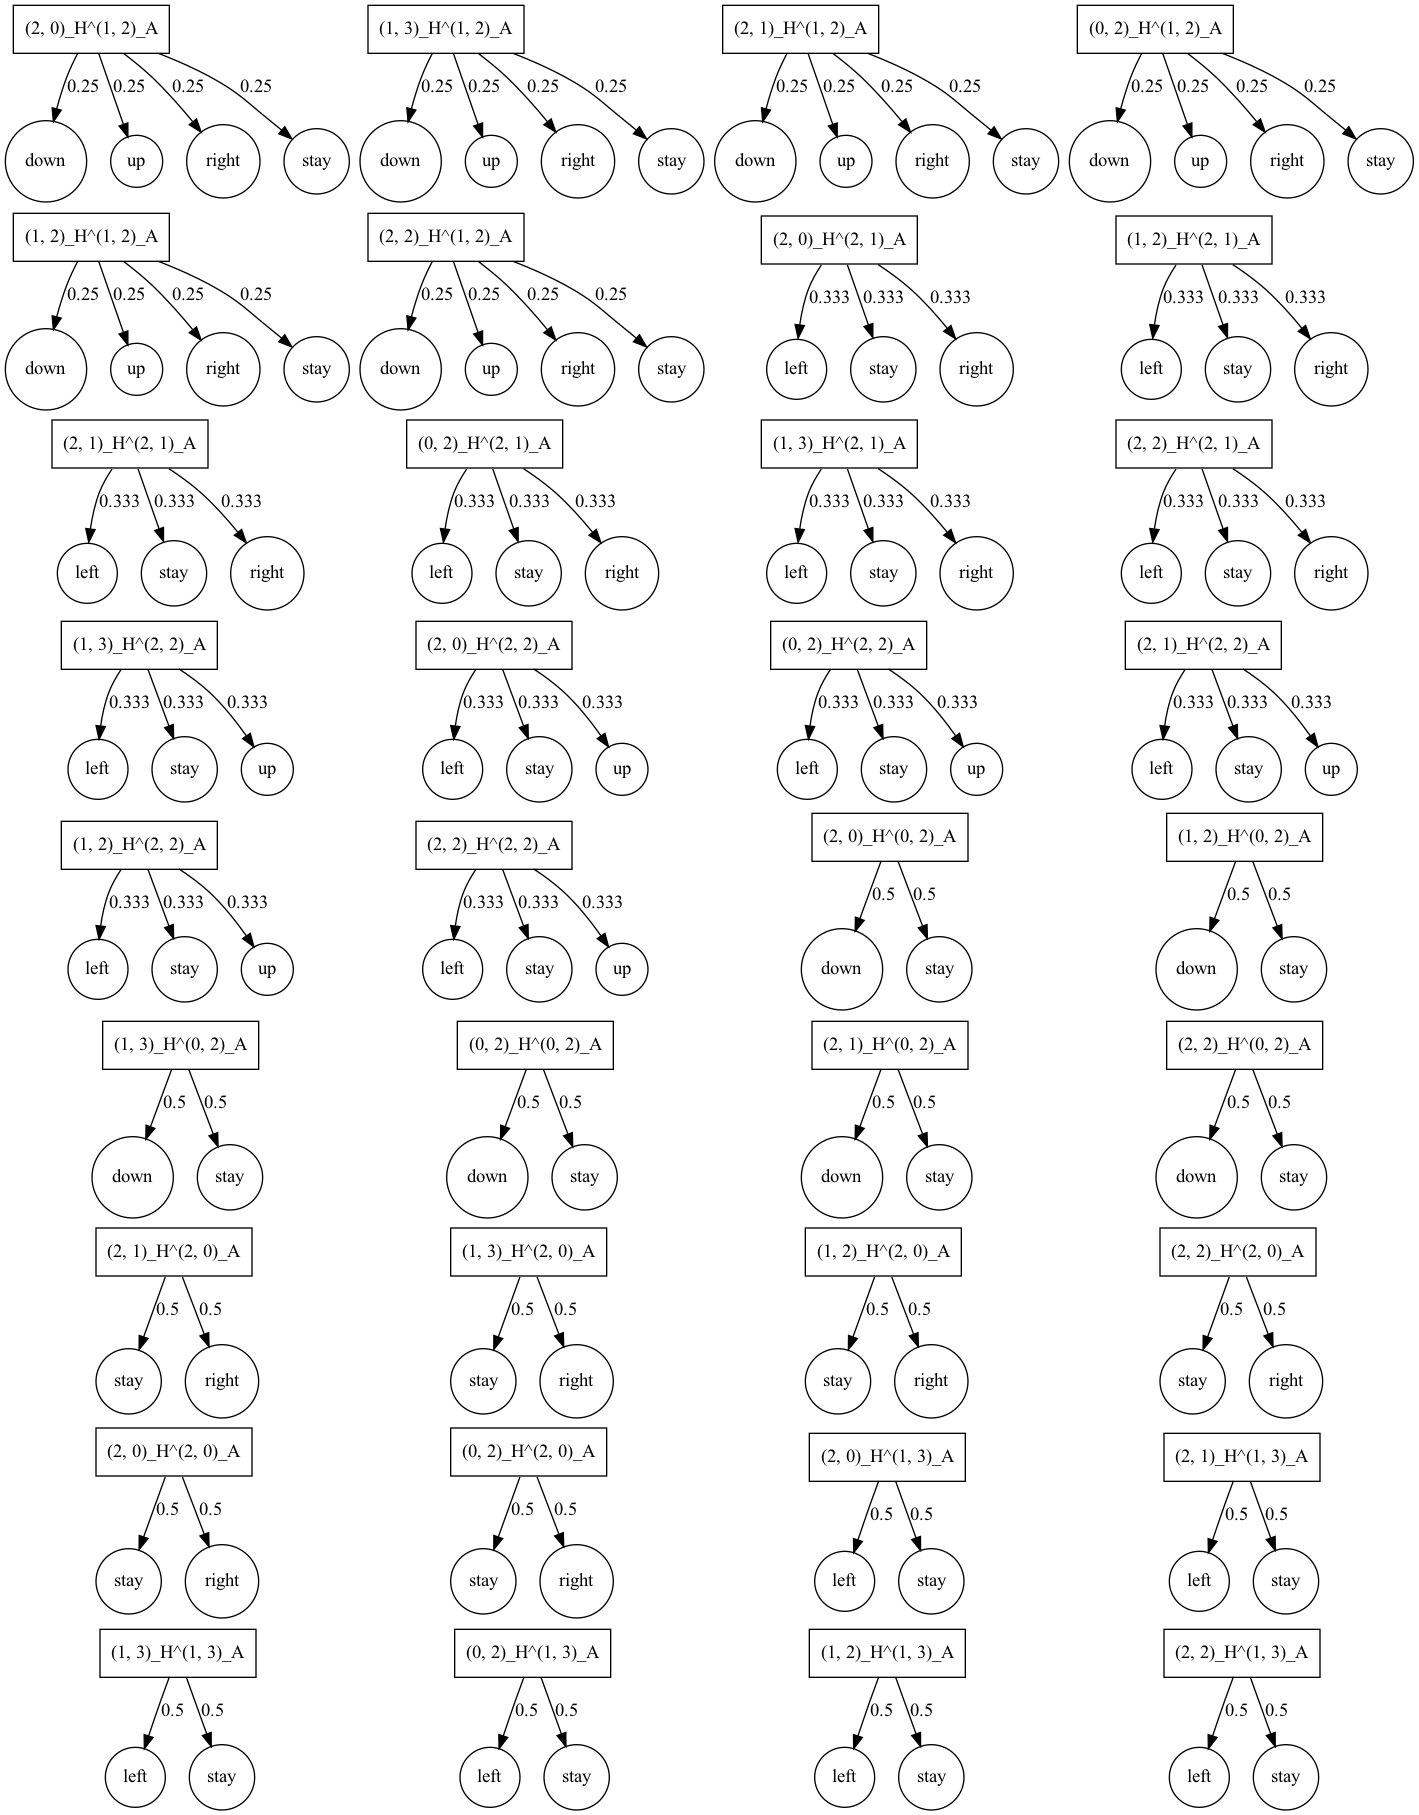 (2, 0)_H^(1, 2)_A (1, 3)_H^(1, 2)_A (2, 1)_H^(1, 2)_A (0, 2)_H^(1, 2)_A
0.25 0.25 0.25 0.25 0.25 0.25 0.25 0.25 0.25 0.25 0.25 0.25 0.25 0.25 0.25 0.25
down up right stay down up right stay down up right stay down up right stay
(1, 2)_H^(1, 2)_A (2, 2)_H^(1, 2)_A (2, 0)_H^(2, 1)_A (1, 2)_H^(2, 1)_A
0.25 0.25 0.25 0.25 0.25 0.25 0.25 0.25 0.333 0.333 0.333 0.333 0.333 0.333
down up right stay down up right stay left stay right left stay right
(2, 1)_H^(2, 1)_A (0, 2)_H^(2, 1)_A (1, 3)_H^(2, 1)_A (2, 2)_H^(2, 1)_A
0.333 0.333 0.333 0.333 0.333 0.333 0.333 0.333 0.333 0.333 0.333 0.333
left stay right left stay right left stay right left stay right
(1, 3)_H^(2, 2)_A (2, 0)_H^(2, 2)_A (0, 2)_H^(2, 2)_A (2, 1)_H^(2, 2)_A
0.333 0.333 0.333 0.333 0.333 0.333 0.333 0.333 0.333 0.333 0.333 0.333
left stay up left stay up left stay up left stay up
(1, 2)_H^(2, 2)_A (2, 2)_H^(2, 2)_A (2, 0)_H^(0, 2)_A (1, 2)_H^(0, 2)_A
0.333 0.333 0.333 0.333 0.333 0.333 0.5 0.5 0.5 0.5
left stay up left stay up down stay down stay
(1, 3)_H^(0, 2)_A (0, 2)_H^(0, 2)_A (2, 1)_H^(0, 2)_A (2, 2)_H^(0, 2)_A
0.5 0.5 0.5 0.5 0.5 0.5 0.5 0.5
down stay down stay down stay down stay
(2, 1)_H^(2, 0)_A (1, 3)_H^(2, 0)_A (1, 2)_H^(2, 0)_A (2, 2)_H^(2, 0)_A
0.5 0.5 0.5 0.5 0.5 0.5 0.5 0.5
stay right stay right stay right stay right
(2, 0)_H^(2, 0)_A (0, 2)_H^(2, 0)_A (2, 0)_H^(1, 3)_A (2, 1)_H^(1, 3)_A
0.5 0.5 0.5 0.5 0.5 0.5 0.5 0.5
stay right stay right left stay left stay
(1, 3)_H^(1, 3)_A (0, 2)_H^(1, 3)_A (1, 2)_H^(1, 3)_A (2, 2)_H^(1, 3)_A
0.5 0.5 0.5 0.5 0.5 0.5 0.5 0.5
left stay left stay left stay left stay